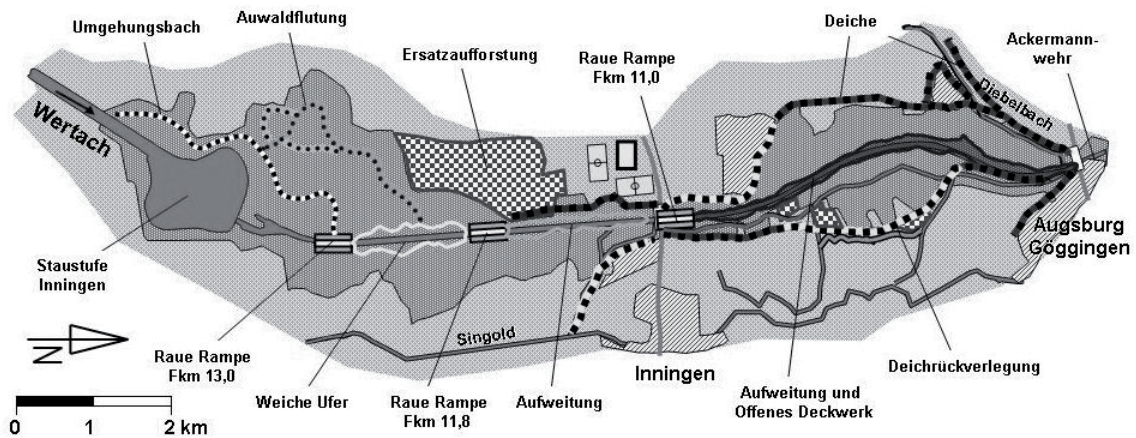 Umgehungsbach
Auwaldflutung
Ersatzaufforstung
Raue Rampe
Fkm 11,0
Deiche
Ackermann-
wehr
Diebelbach
Wertach
Staustufe
Inningen
Augsburg
Göggingen
N
Singold
Raue Rampe
Fkm 13,0
Weiche Ufer
Raue Rampe
Fkm 11,8
Aufweitung
Inningen
Aufweitung und
Offenes Deckwerk
Deichrückverlegung
0 1 2 km